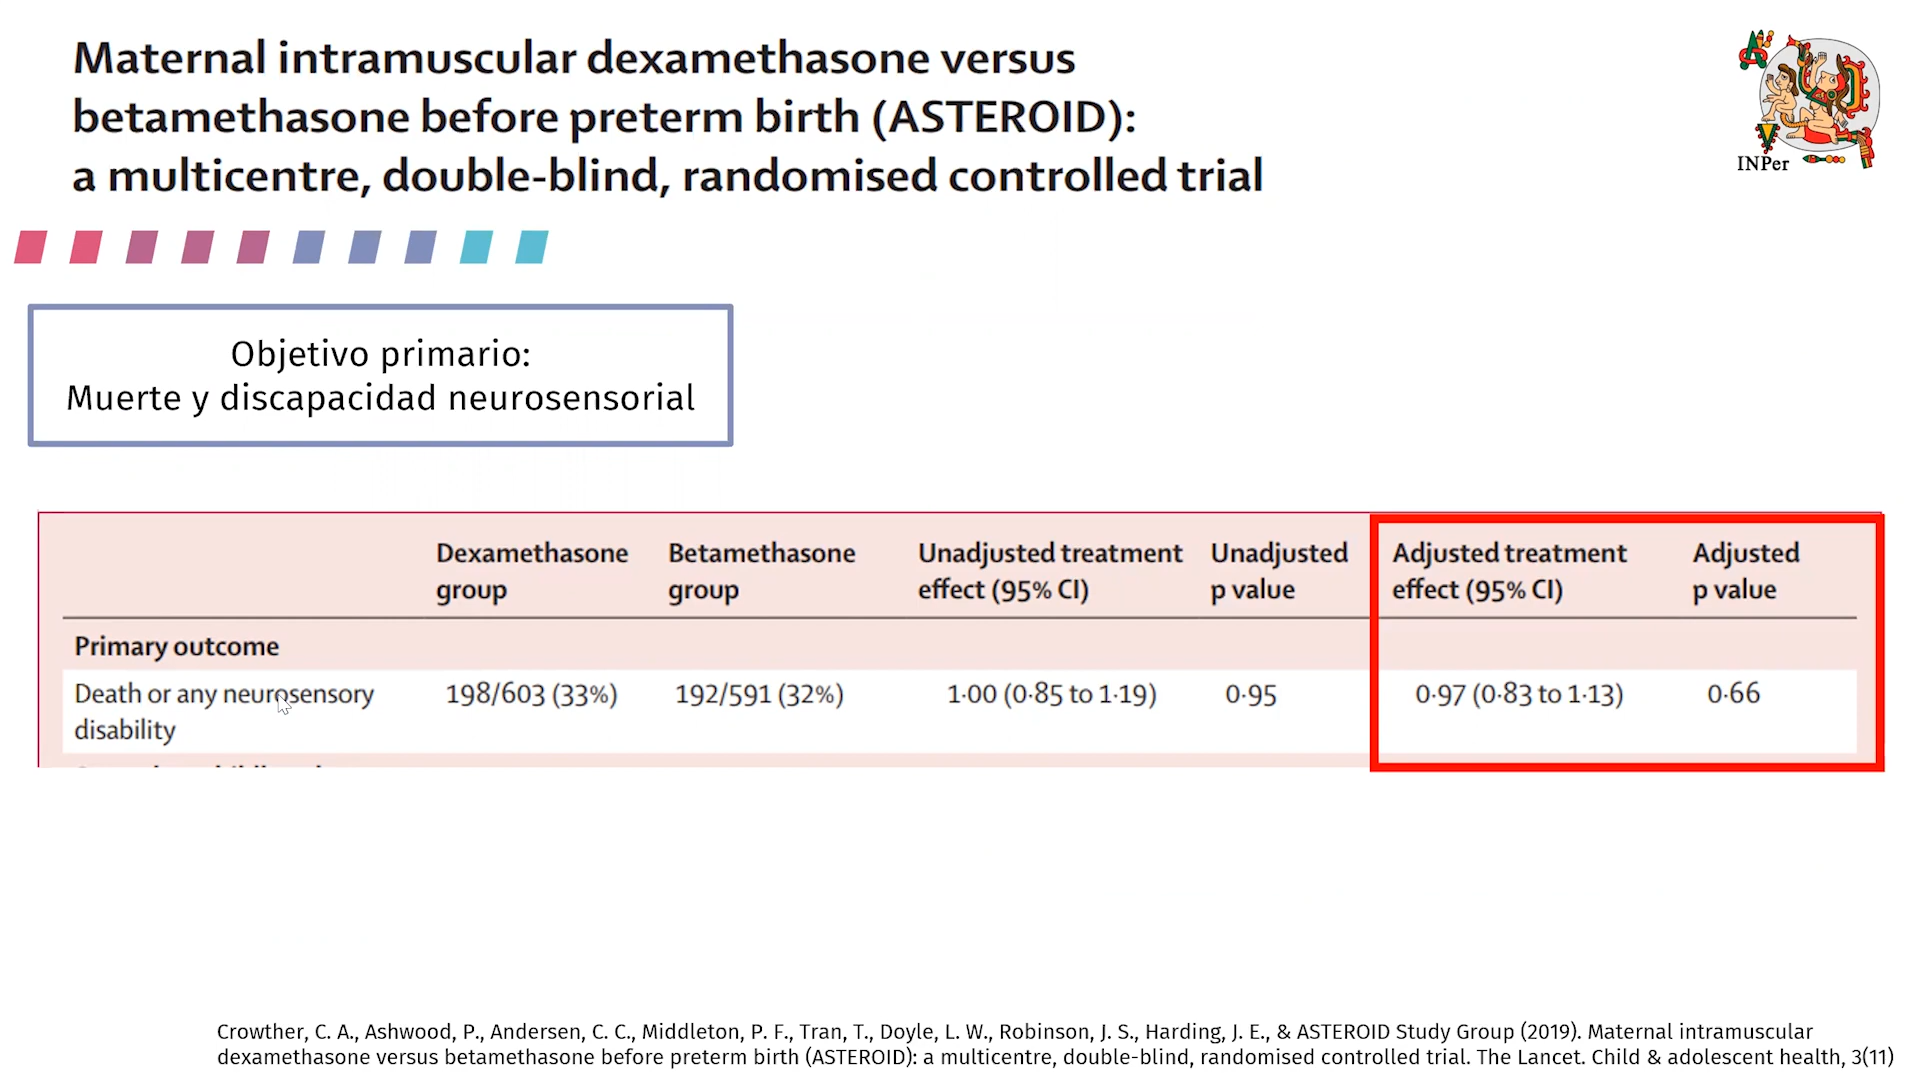 Maternal intramuscular dexamethasone versus
betamethasone before preterm birth (ASTEROID):
a multicentre, double-blind, randomised controlled trial
INPer
Objetivo primario:
Muerte y discapacidad neurosensorial
Dexamethasone group
Betamethasone group
Unadjusted treatment effect (95% CI)
Unadjusted p value
Adjusted treatment effect (95% CI)
Adjusted p value
Primary outcome
Death or any neurosensory disability
198/603 (33%)
192/591 (32%)
1·00 (0·85 to 1·19)
0·95
0·97 (0·83 to 1·13)
0·66
Crowther, C. A., Ashwood, P., Andersen, C. C., Middleton, P. F., Tran, T., Doyle, L. W., Robinson, J. S., Harding, J. E., & ASTEROID Study Group (2019). Maternal intramuscular
dexamethasone versus betamethasone before preterm birth (ASTEROID): a multicentre, double-blind, randomised controlled trial. The Lancet. Child & adolescent health, 3(11)